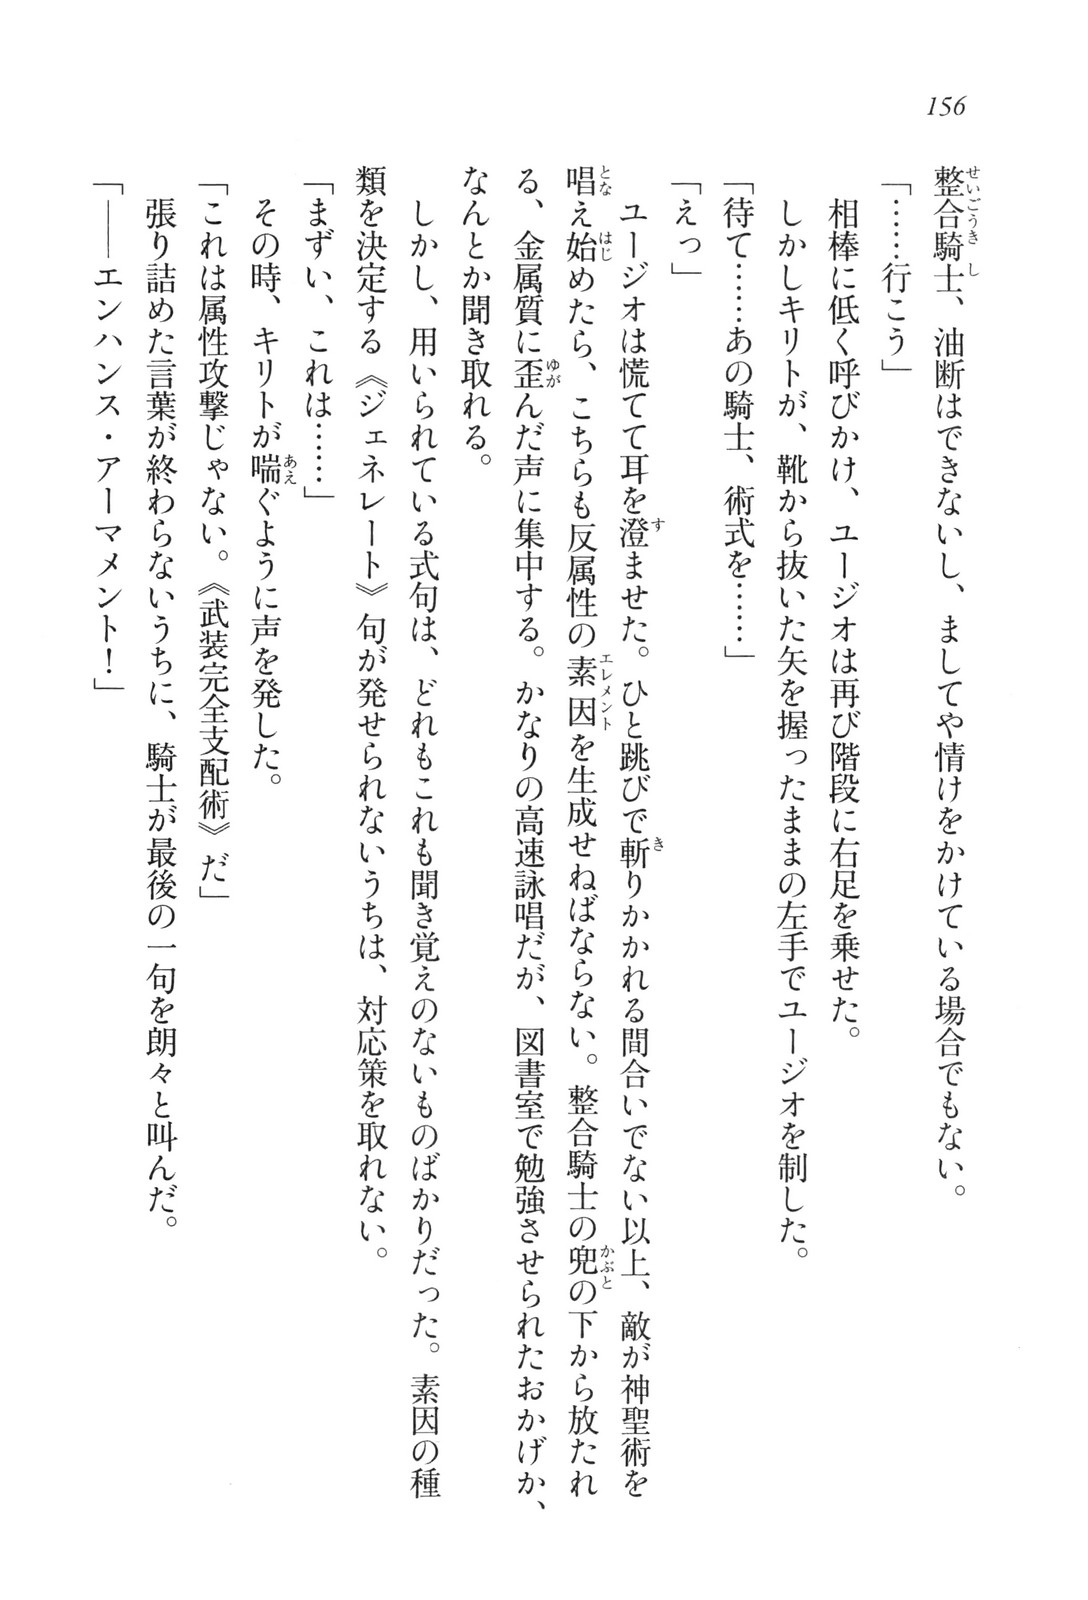 156
整合騎士、油断はできないし、ましてや情けをかけている場合でもない。
「……行こう」
相棒に低く呼びかけ、ユージオは再び階段に右足を乗せた。
しかしキリトが、靴から抜いた矢を握ったままの左手でユージオを制した。
「待て……あの騎士、術式を……」
「えっ」
ユージオは慌てて耳を澄ませた。ひと跳びで斬りかかれる間合いでない以上、敵が神聖術を
唱え始めたら、こちらも反属性の素因を生成せねばならない。整合騎士の兜の下から放たれ
る、金属質に歪んだ声に集中する。かなりの高速詠唱だが、図書室で勉強させられたおかげか、
なんとか聞き取れる。
しかし、用いられている式句は、どれもこれも聞き覚えのないものばかりだった。素因の種
類を決定する《ジェネレート》句が発せられないうちは、対応策を取れない。
「まずい、これは……」
その時、キリトが喘ぐように声を発した。
「これは属性攻撃じゃない。《武装完全支配術》だ」
張り詰めた言葉が終わらないうちに、騎士が最後の一句を朗々と叫んだ。
「――エンハンス・アーマメント！」